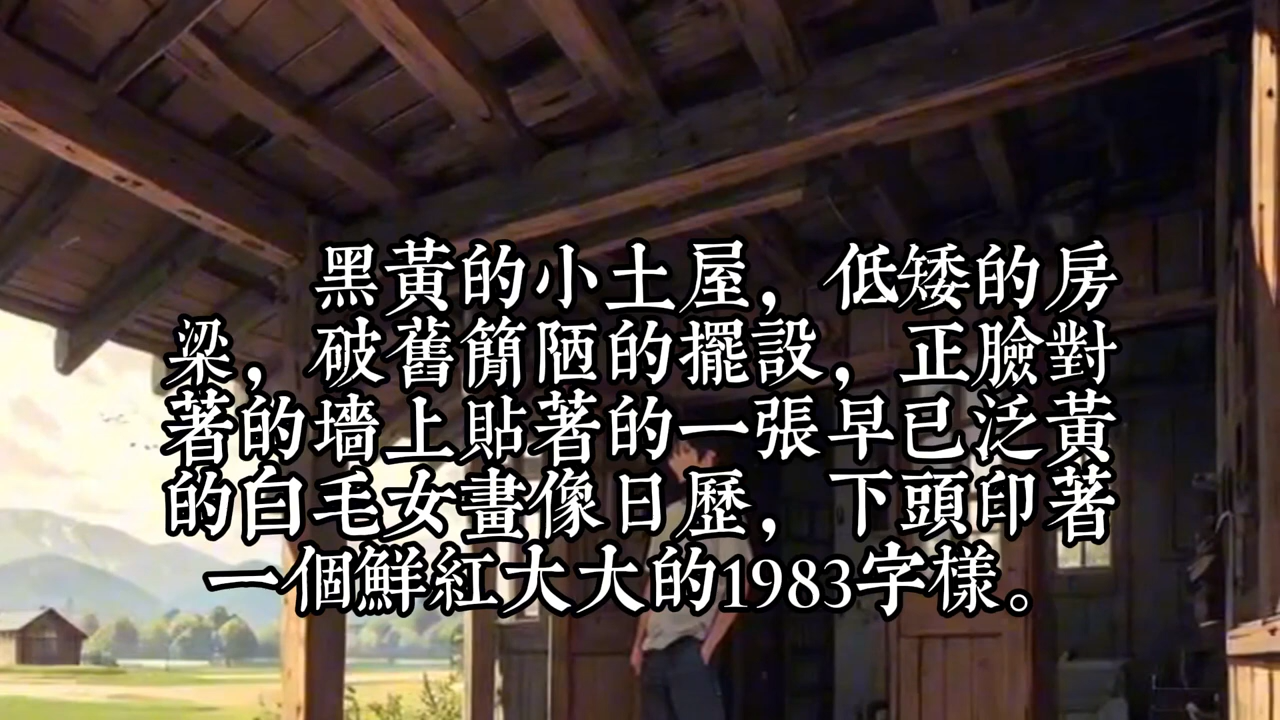 黑黃的小土屋，低矮的房
梁，破舊簡陋的擺設，正臉對
著的墻上貼著的一張早已泛黃
的白毛女畫像日歷，下頭印著
一個鮮紅大大的1983字樣。